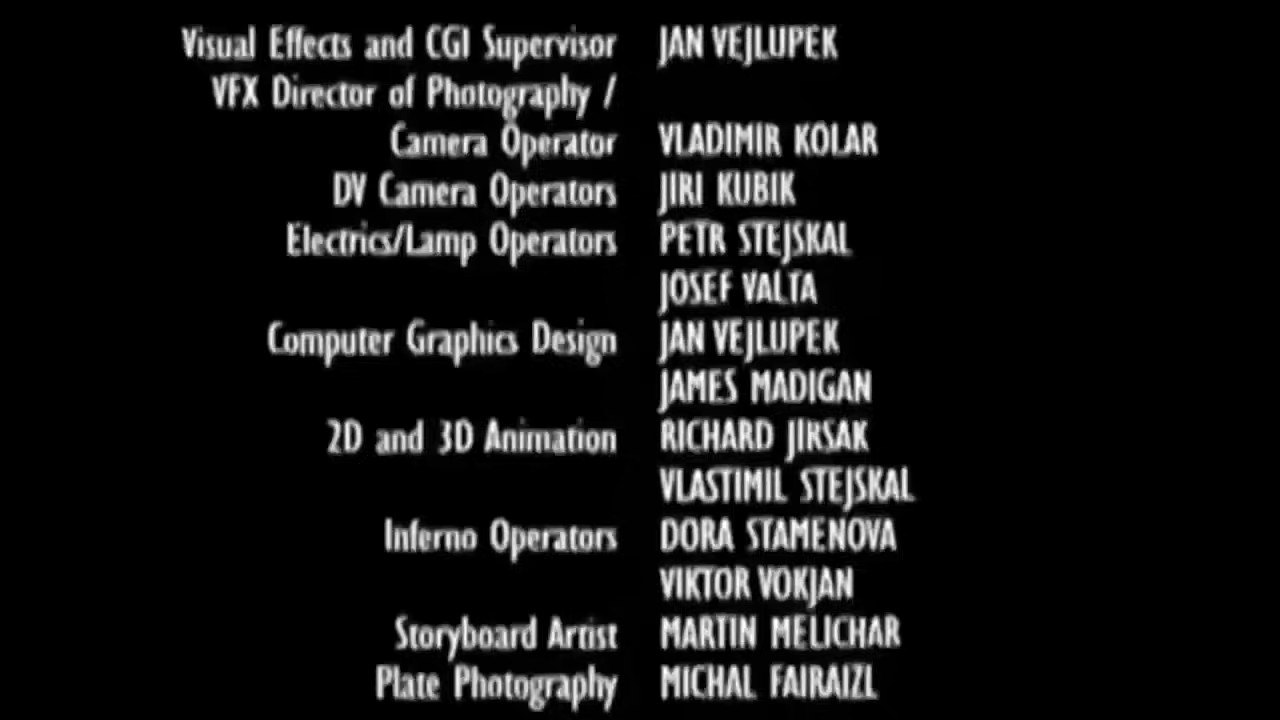 Visual Effects and CGI Supervisor JAN VEJLUPEK
VFX Director of Photography /
Camera Operator VLADIMIR KOLAR
DV Camera Operators JIRI KUBIK
Electrics/Lamp Operators PETR STEJSKAL
JOSEF VALTA
Computer Graphics Design JAN VEJLUPEK
JAMES MADIGAN
2D and 3D Animation RICHARD JIRSAK
VLASTIMIL STEJSKAL
Inferno Operators DORA STAMENOVA
VIKTOR VOKJAN
Storyboard Artist MARTIN MELICHAR
Plate Photography MICHAL FAIRAIZL